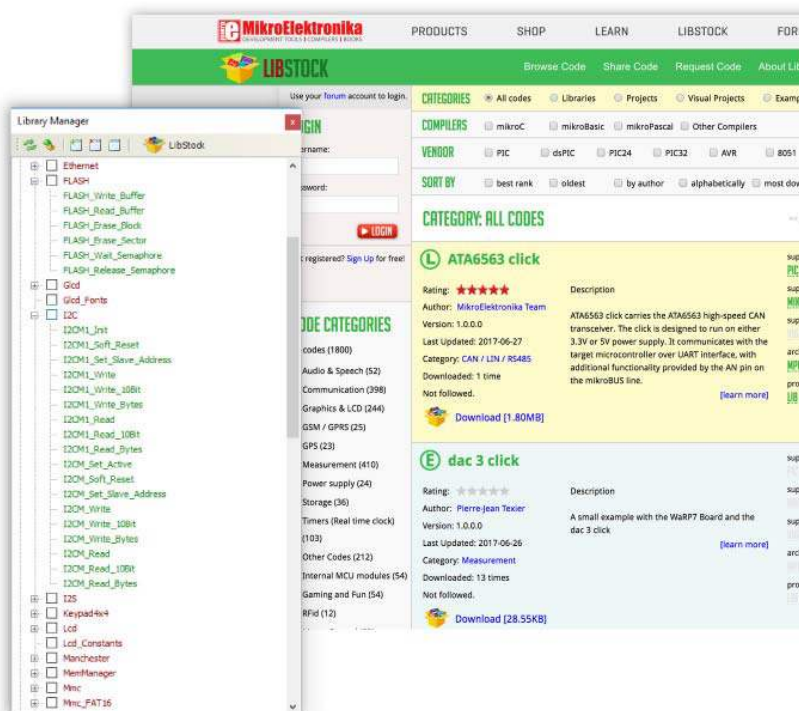 MikroElektronika
DEVELOPMENT TOOLS | COMPILERS | BOOKS
PRODUCTS SHOP LEARN LIBSTOCK FOR
LIBSTOCK
Browse Code Share Code Request Code About Lib
Use your forum account to login.
CATEGORIES All codes Libraries Projects Visual Projects Examp
COMPILERS mikroC mikroBasic mikroPascal Other Compilers
VENDOR PIC dsPIC PIC24 PIC32 AVR 8051
SORT BY best rank oldest by author alphabetically most dow
LOGIN
registered? Sign Up for free!
CATEGORY: ALL CODES
L ATA6563 click
Rating:
Author: MikroElektronika Team
Version: 1.0.0.0
Last Updated: 2017-06-27
Category: CAN / LIN / RS485
Downloaded: 1 time
Not followed.
Download [1.80MB]
Description
ATA6563 click carries the ATA6563 high-speed CAN
transceiver. The click is designed to run on either
3.3V or 5V power supply. It communicates with the
target microcontroller over UART interface, with
additional functionality provided by the AN pin on
the mikroBUS line.
[learn more]
E dac 3 click
Rating:
Author: Pierre-Jean Texier
Version: 1.0.0.0
Last Updated: 2017-06-26
Category: Measurement
Downloaded: 13 times
Not followed.
Download [28.55KB]
Description
A small example with the WaRP7 Board and the
dac 3 click
[learn more]
ODE CATEGORIES
codes (1800)
Audio & Speech (52)
Communication (398)
Graphics & LCD (244)
GSM / GPRS (25)
GPS (23)
Measurement (410)
Power supply (24)
Storage (36)
Timers (Real time clock)
(103)
Other Codes (212)
Internal MCU modules (54)
Gaming and Fun (54)
RFid (12)
Library Manager
LibStock
Ethernet
FLASH
FLASH_Write_Buffer
FLASH_Read_Buffer
FLASH_Erase_Block
FLASH_Erase_Sector
FLASH_Wait_Semaphore
FLASH_Release_Semaphore
Glcd
Glcd_Fonts
I2C
I2CM1_Init
I2CM1_Soft_Reset
I2CM1_Set_Slave_Address
I2CM1_Write
I2CM1_Write_10Bit
I2CM1_Write_Bytes
I2CM1_Read
I2CM1_Read_10Bit
I2CM1_Read_Bytes
I2CM_Set_Active
I2CM_Soft_Reset
I2CM_Set_Slave_Address
I2CM_Write
I2CM_Write_10Bit
I2CM_Write_Bytes
I2CM_Read
I2CM_Read_10Bit
I2CM_Read_Bytes
I2S
Keypad4x4
Lcd
Lcd_Constants
Manchester
MemManager
Mmc
Mmc_FAT16